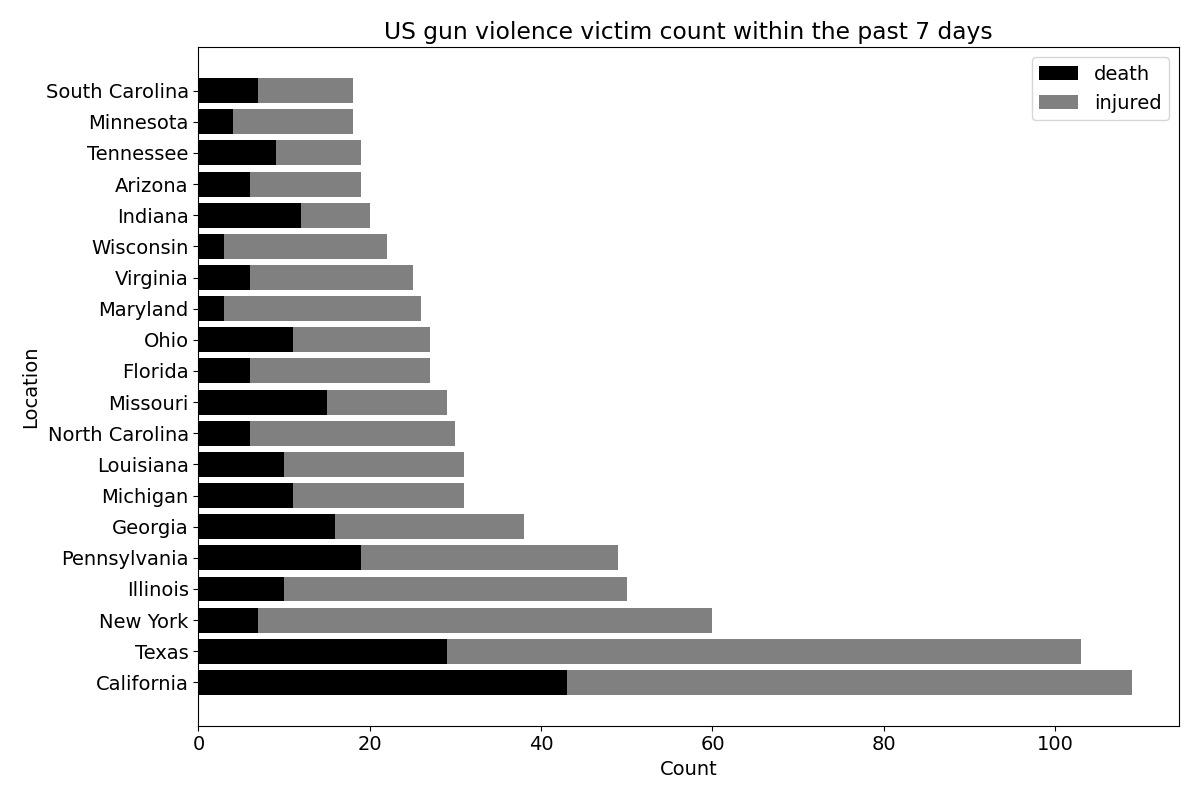 US gun violence victim count within the past 7 days
death
injured
South Carolina
Minnesota
Tennessee
Arizona
Indiana
Wisconsin
Virginia
Maryland
Ohio
Florida
Missouri
North Carolina
Louisiana
Michigan
Georgia
Pennsylvania
Illinois
New York
Texas
California
Location
0 20 40 60 80 100
Count